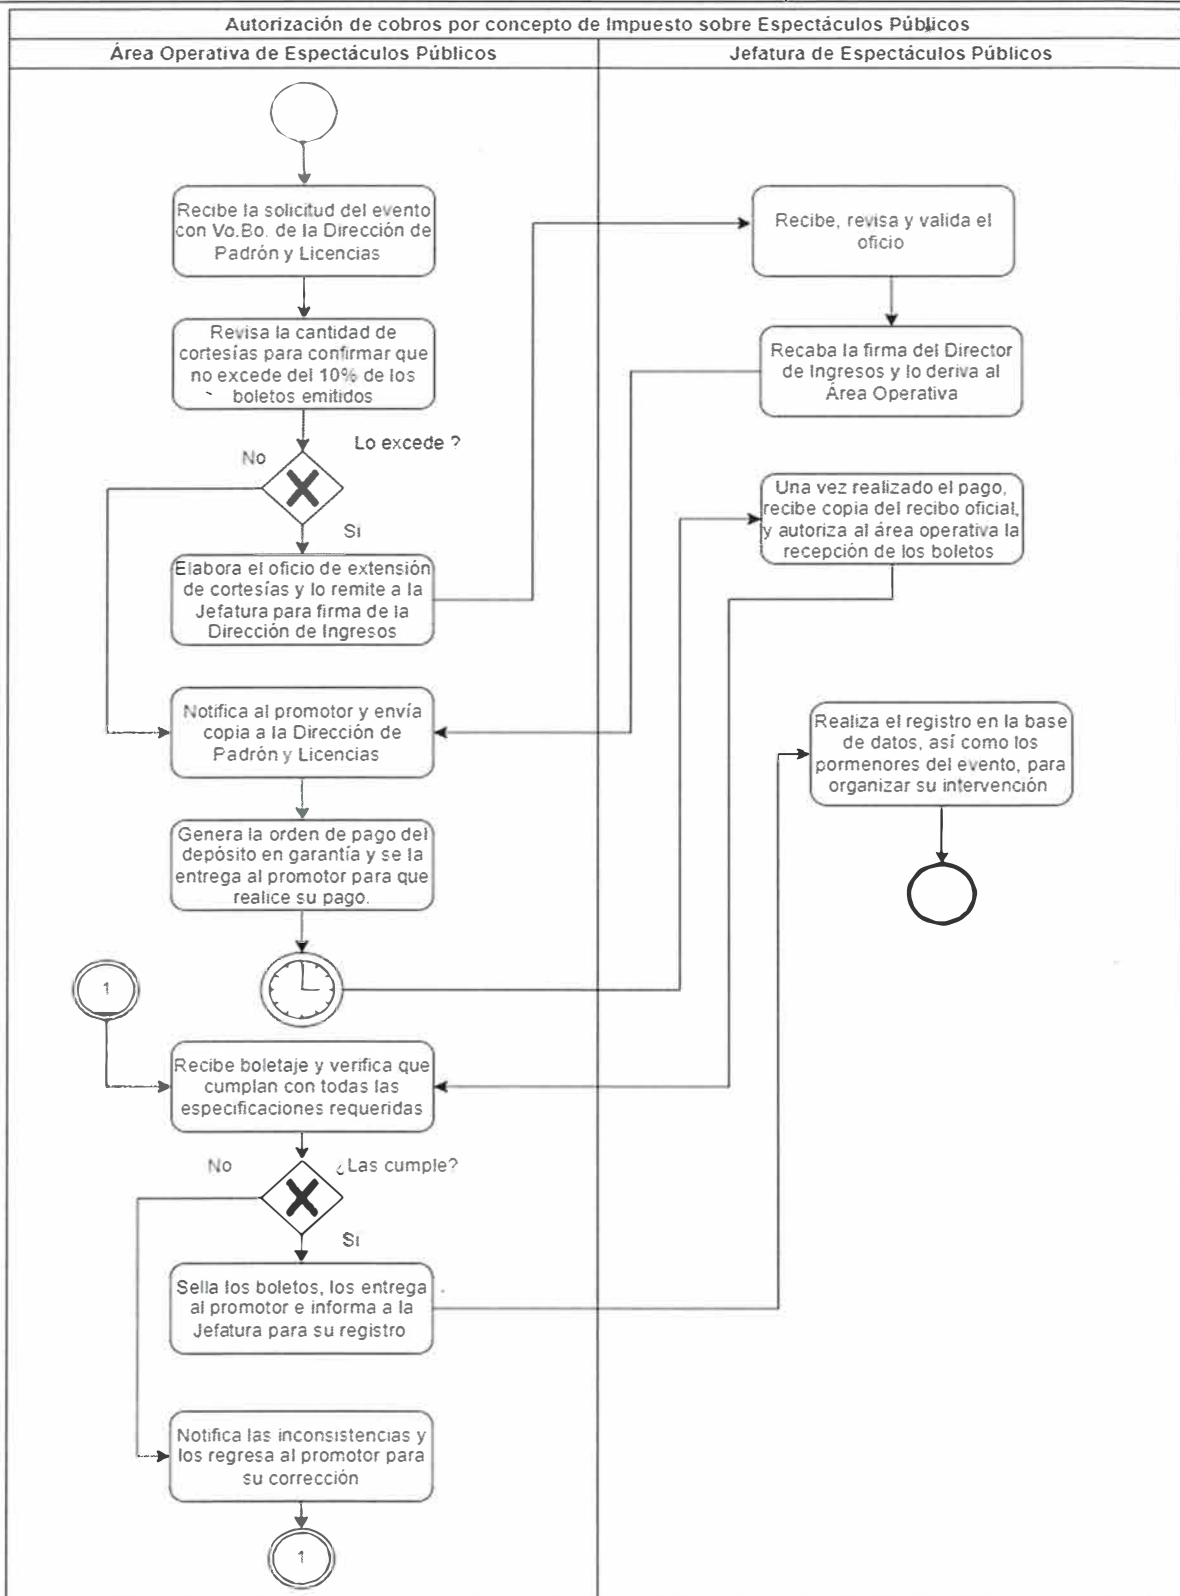 Autorización de cobros por concepto de Impuesto sobre Espectáculos Públicos
Área Operativa de Espectáculos Públicos
Jefatura de Espectáculos Públicos
Recibe la solicitud del evento
con Vo.Bo. de la Dirección de
Padrón y Licencias
Revisa la cantidad de
cortesías para confirmar que
no excede del 10% de los
boletos emitidos
Lo excede ?
No
Si
Elabora el oficio de extensión
de cortesías y lo remite a la
Jefatura para firma de la
Dirección de Ingresos
Recibe, revisa y valida el
oficio
Recaba la firma del Director
de Ingresos y lo deriva al
Área Operativa
Notifica al promotor y envía
copia a la Dirección de
Padrón y Licencias
Genera la orden de pago del
depósito en garantía y se la
entrega al promotor para que
realice su pago.
Una vez realizado el pago,
recibe copia del recibo oficial,
y autoriza al área operativa la
recepción de los boletos
1
Recibe boletaje y verifica que
cumplan con todas las
especificaciones requeridas
¿Las cumple?
No
Si
Sella los boletos, los entrega
al promotor e informa a la
Jefatura para su registro
Realiza el registro en la base
de datos, así como los
pormenores del evento, para
organizar su intervención
Notifica las inconsistencias y
los regresa al promotor para
su corrección
1